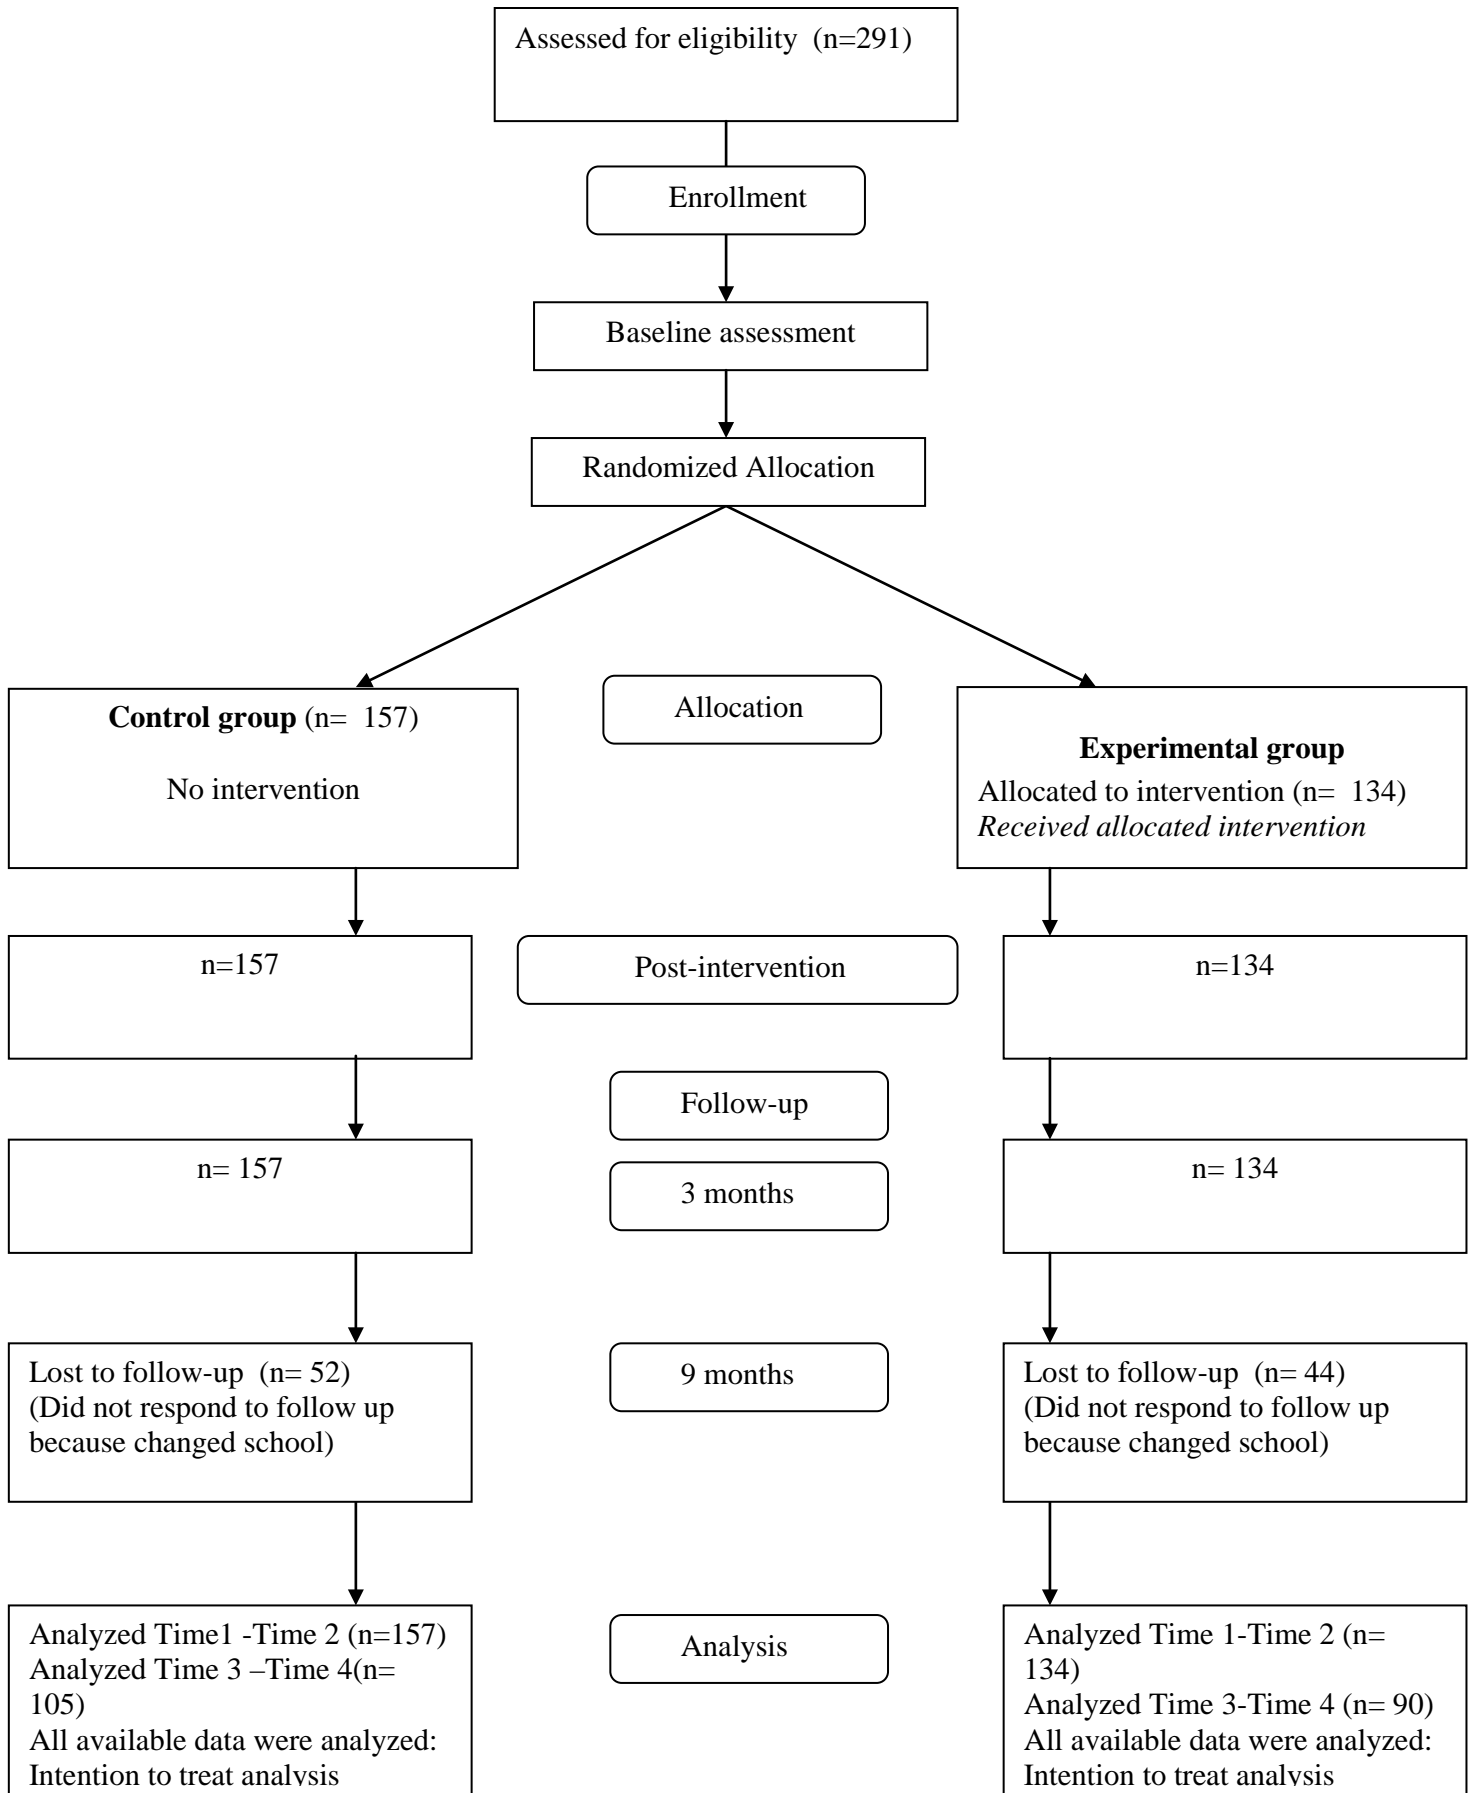 Assessed for eligibility  (n=291)
Enrollment
Baseline assessment
Randomized Allocation
Control group (n=  157)
No intervention
Allocation
Experimental group
Allocated to intervention (n=  134)
Received allocated intervention
n=157
Post-intervention
n=134
Follow-up
n= 157
3 months
n= 134
Lost to follow-up  (n= 52)
(Did not respond to follow up
because changed school)
9 months
Lost to follow-up  (n= 44)
(Did not respond to follow up
because changed school)
Analyzed Time1 -Time 2 (n=157)
Analyzed Time 3 –Time 4(n=
105)
All available data were analyzed:
Intention to treat analysis
Analysis
Analyzed Time 1-Time 2 (n=
134)
Analyzed Time 3-Time 4 (n= 90)
All available data were analyzed:
Intention to treat analysis